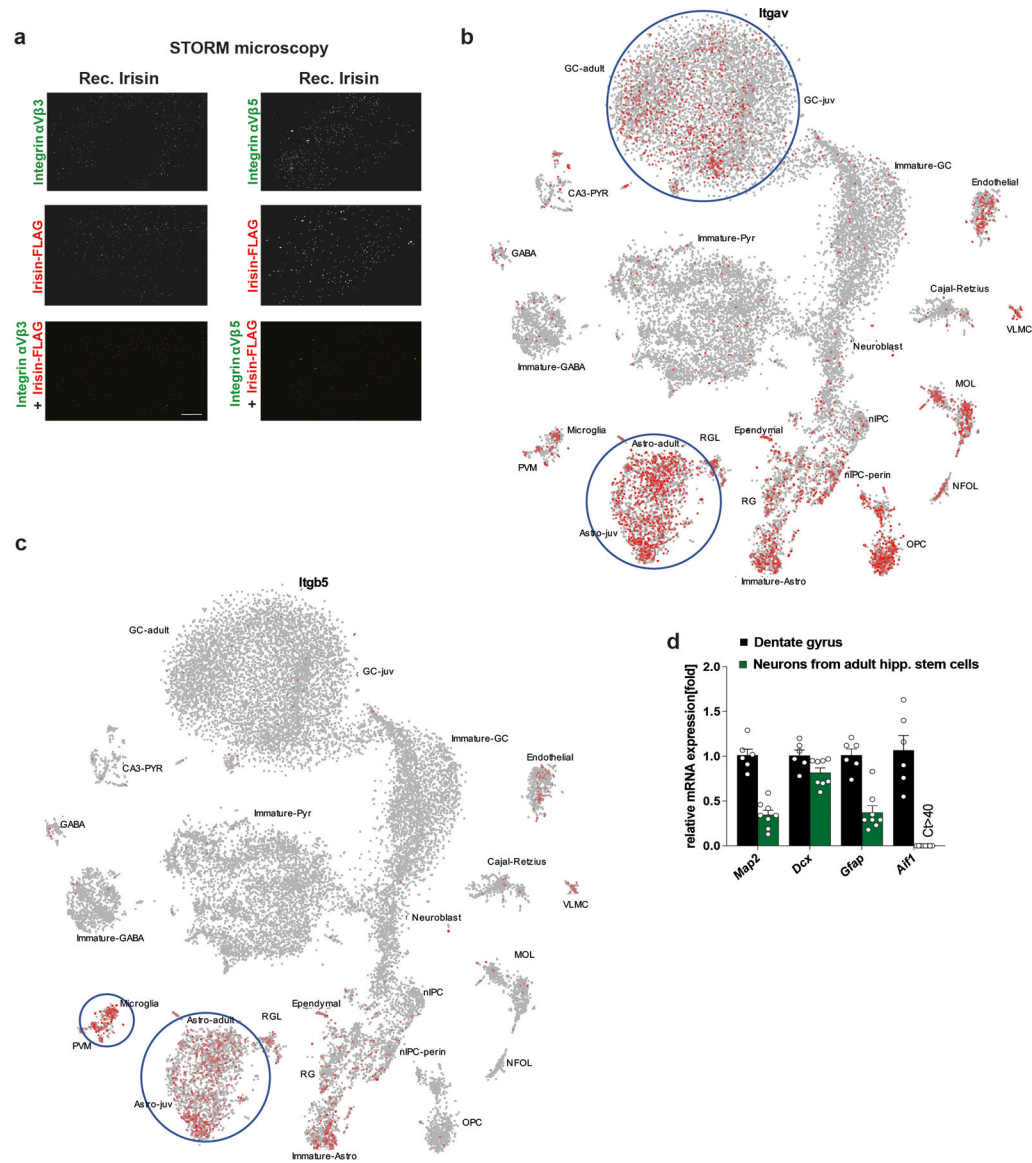 a
STORM microscopy
Rec. Irisin
Rec. Irisin
Integrin αVβ3
Integrin αVβ5
Irisin-FLAG
Irisin-FLAG
Integrin αVβ3
+ Irisin-FLAG
Integrin αVβ5
+ Irisin-FLAG
b
Itgav
GC-adult
GC-juv
Immature-GC
CA3-PYR
Endothelial
Immature-Pyr
GABA
Cajal-Retzius
VLMC
Neuroblast
Immature-GABA
MOL
Microglia
nIPC
Ependymal
RGL
Astro-adult
PVM
nIPC-perin
NFOL
RG
Astro-juv
OPC
Immature-Astro
c
Itgb5
GC-adult
GC-juv
Immature-GC
CA3-PYR
Endothelial
Immature-Pyr
GABA
Cajal-Retzius
VLMC
Neuroblast
Immature-GABA
MOL
Microglia
nIPC
Ependymal
RGL
Astro-adult
PVM
nIPC-perin
NFOL
RG
Astro-juv
OPC
Immature-Astro
d
Dentate gyrus
Neurons from adult hipp. stem cells
relative mRNA expression[fold]
2.0
1.5
1.0
0.5
0.0
Ct>40
Map2
Dcx
Gfap
Aif1